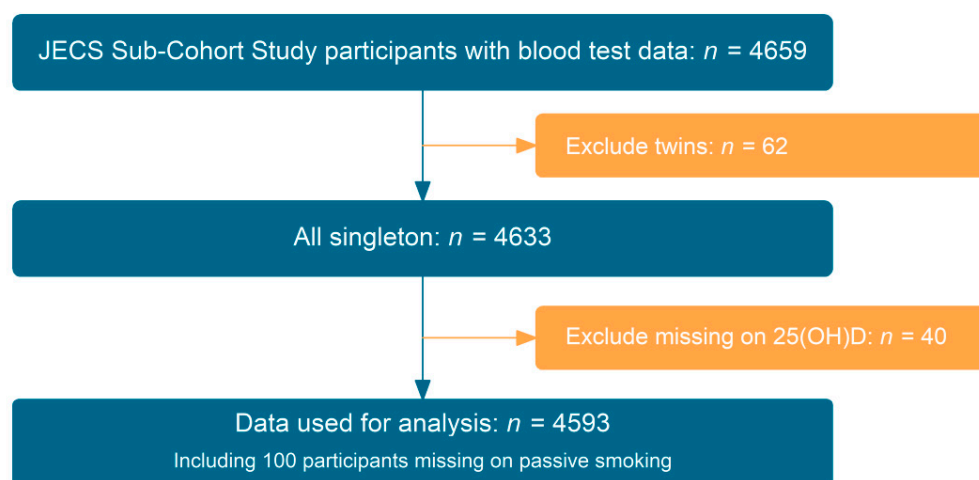 JECS Sub-Cohort Study participants with blood test data: n = 4659
Exclude twins: n = 62
All singleton: n = 4633
Exclude missing on 25(OH)D: n = 40
Data used for analysis: n = 4593
Including 100 participants missing on passive smoking